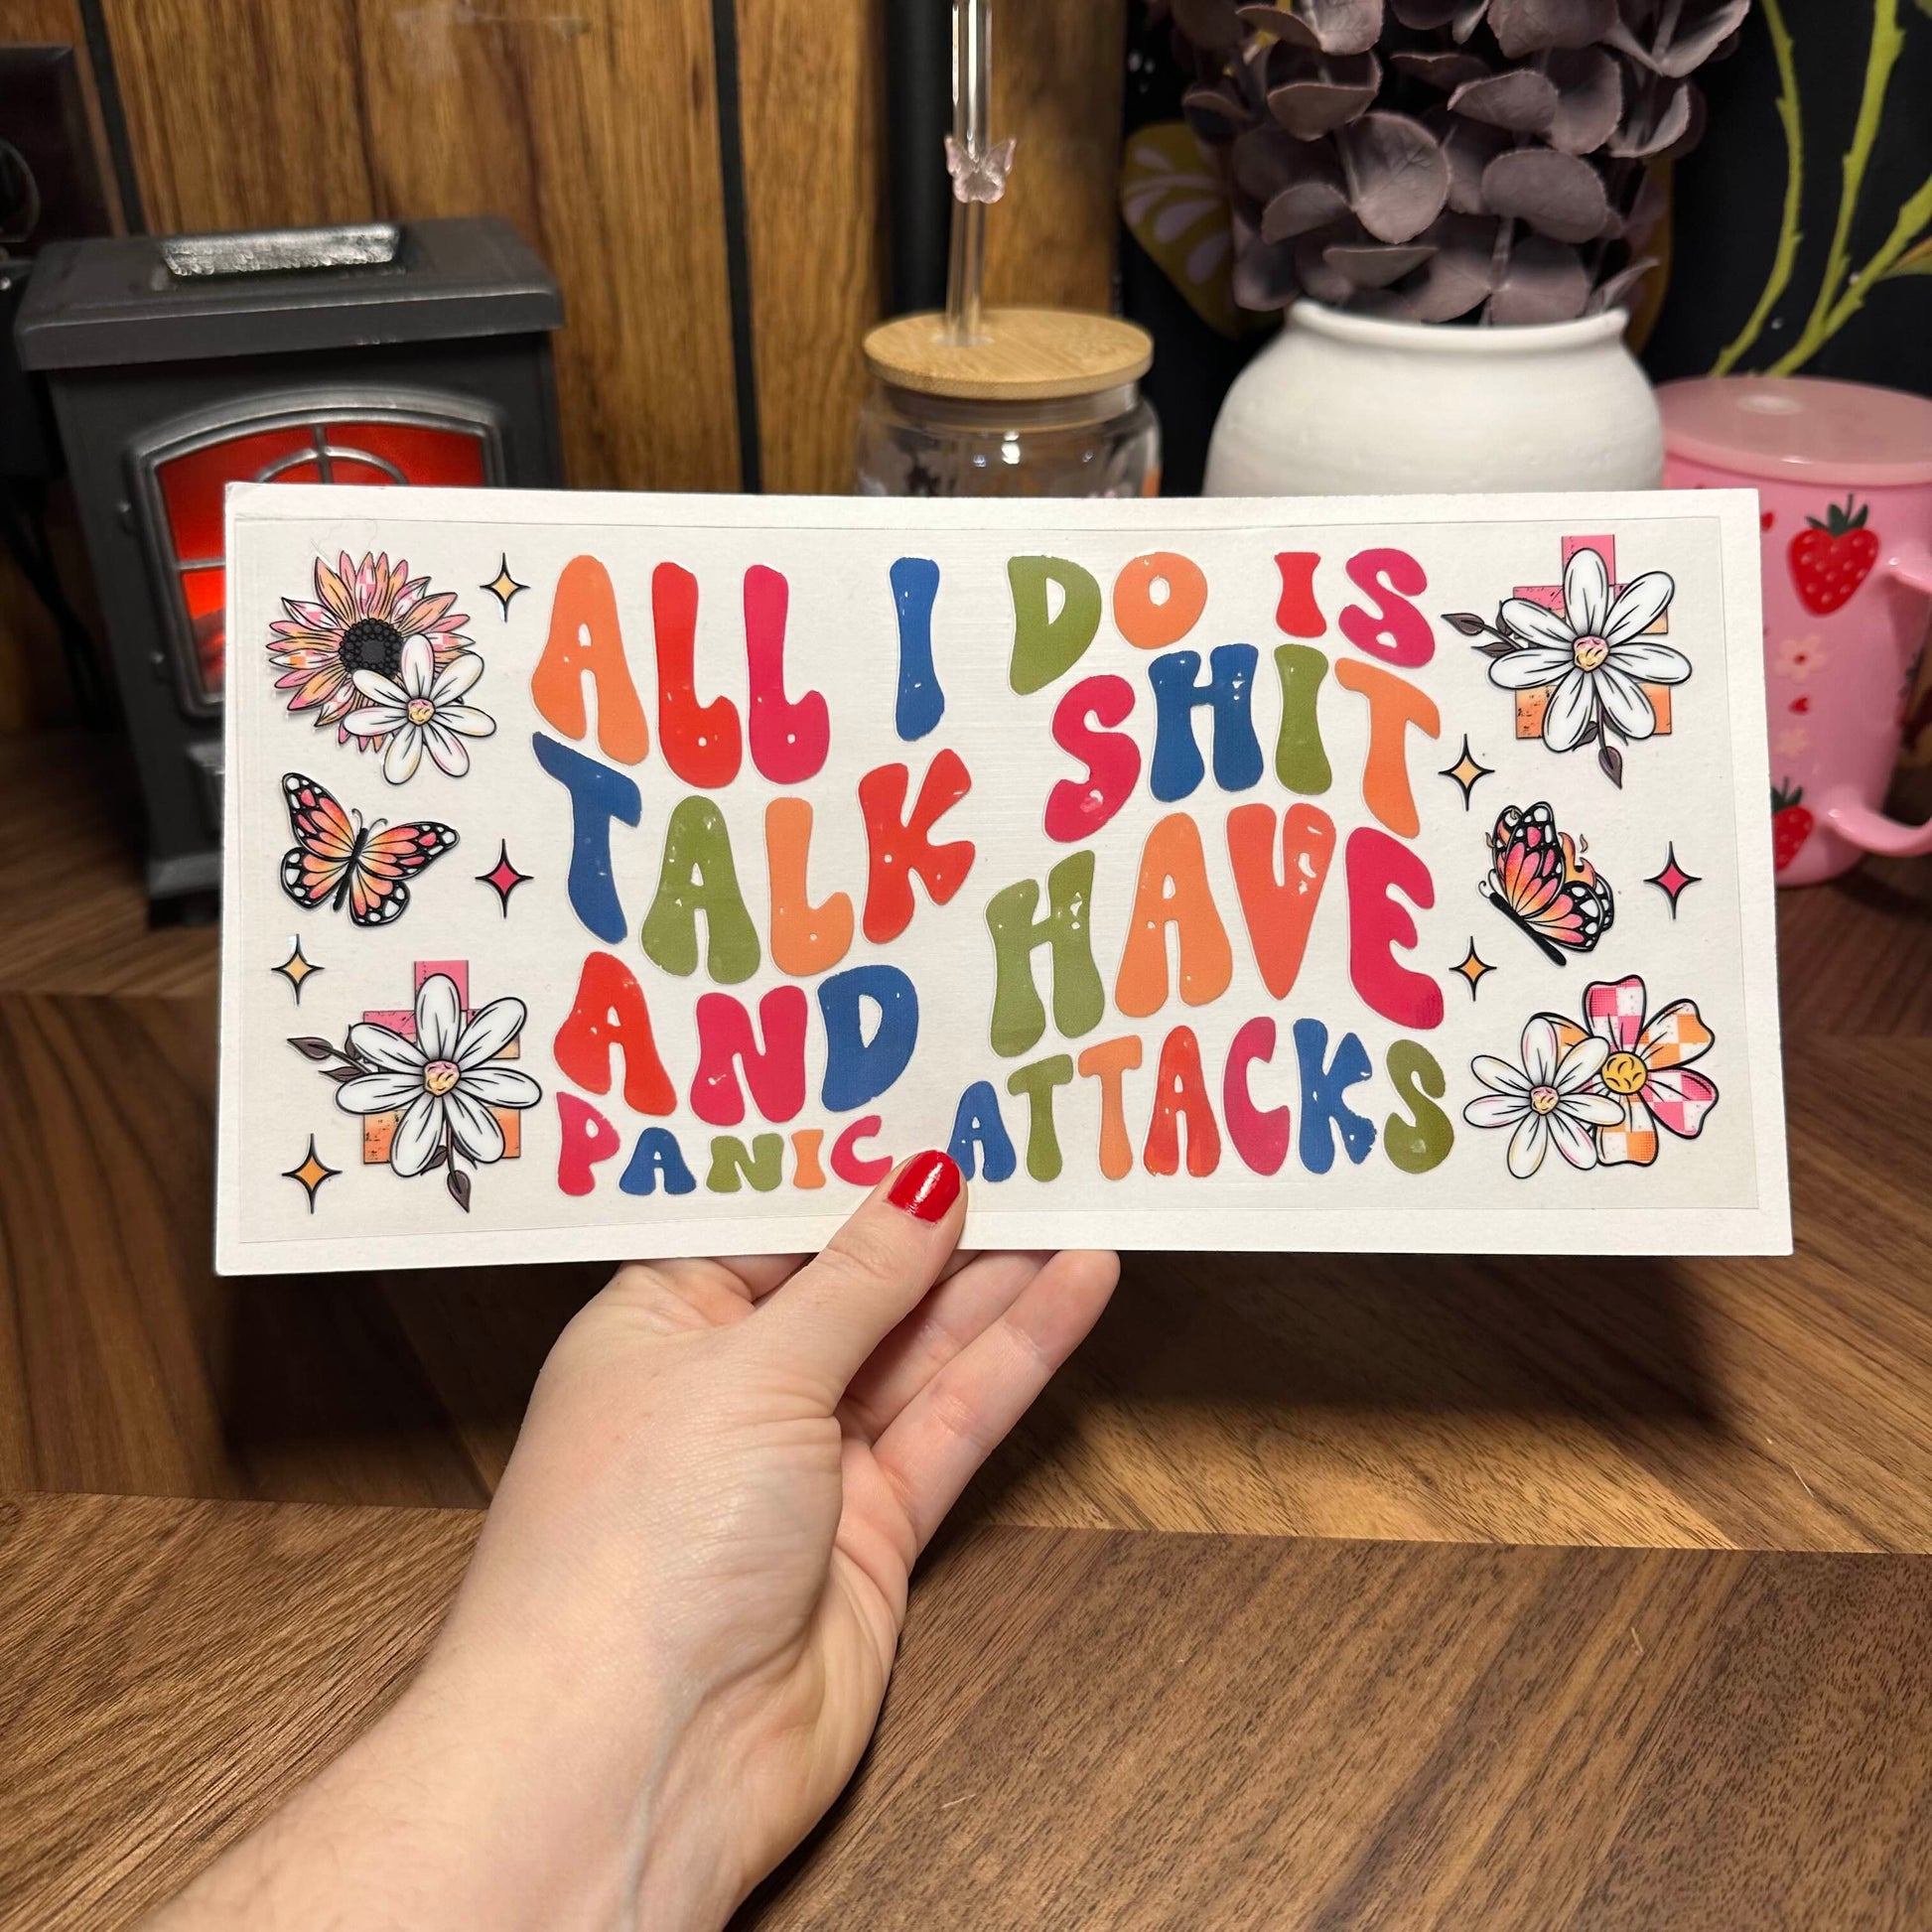 ALL I DO IS
TALK SHIT
AND HAVE
PANIC ATTACKS